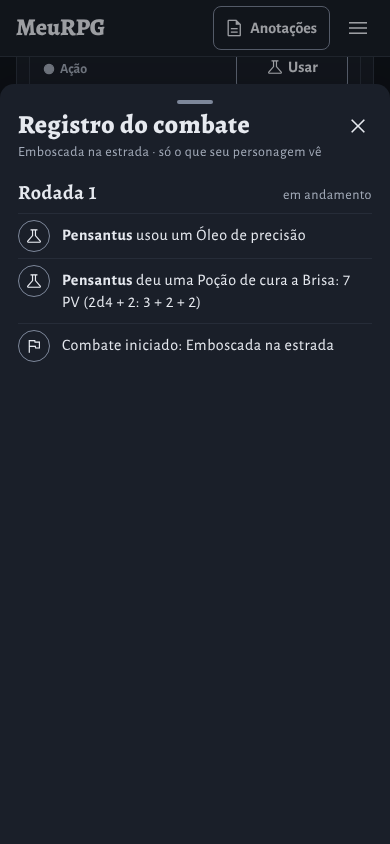 MeuRPG
Anotações
Ação
Usar
Registro do combate
Emboscada na estrada · só o que seu personagem vê
Rodada 1
em andamento
Pensantus usou um Óleo de precisão
Pensantus deu uma Poção de cura a Brisa: 7
PV (2d4 + 2: 3 + 2 + 2)
Combate iniciado: Emboscada na estrada